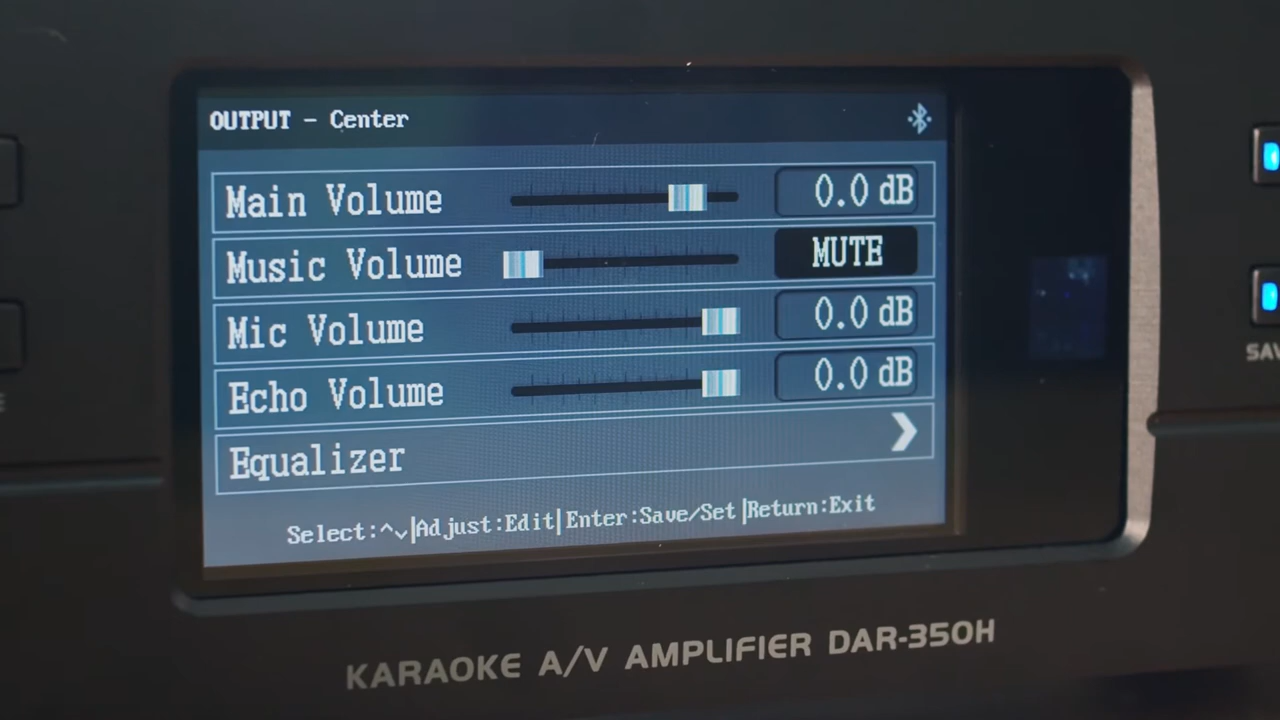 OUTPUT - Center
Main Volume 0.0 dB
Music Volume MUTE
Mic Volume 0.0 dB
Echo Volume 0.0 dB
Equalizer
Select:^⌄|Adjust:Edit|Enter:Save/Set|Return:Exit
KARAOKE A/V AMPLIFIER DAR-350H